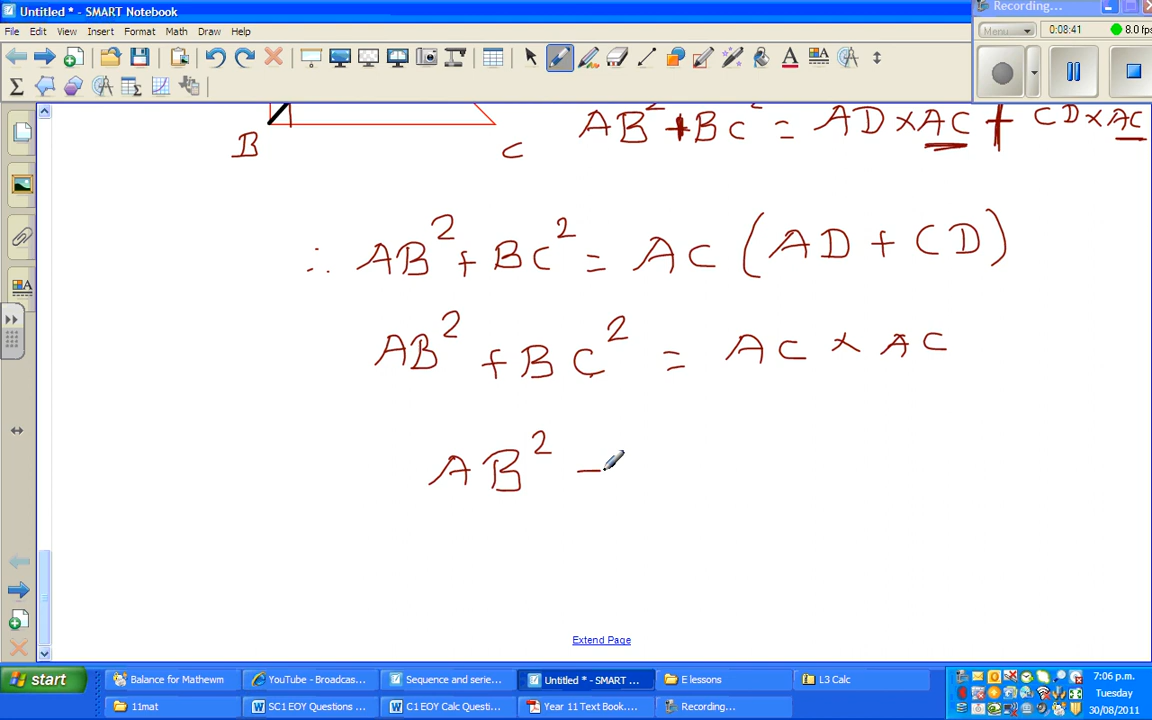 Untitled * - SMART Notebook
Recording...
File Edit View Insert Format Math Draw Help
Menu 0:08:41 8.0 fps
B
C
AB² + BC² = AD × AC + CD × AC
∴ AB² + BC² = AC (AD + CD)
AB² + BC² = AC × AC
AB² –
Extend Page
start
Balance for Mathewm
YouTube - Broadcas...
Sequence and serie...
Untitled * - SMART ...
E lessons
L3 Calc
7:06 p.m.
Tuesday
11mat
SC1 EOY Questions ...
C1 EOY Calc Questi...
Year 11 Text Book...
Recording...
30/08/2011